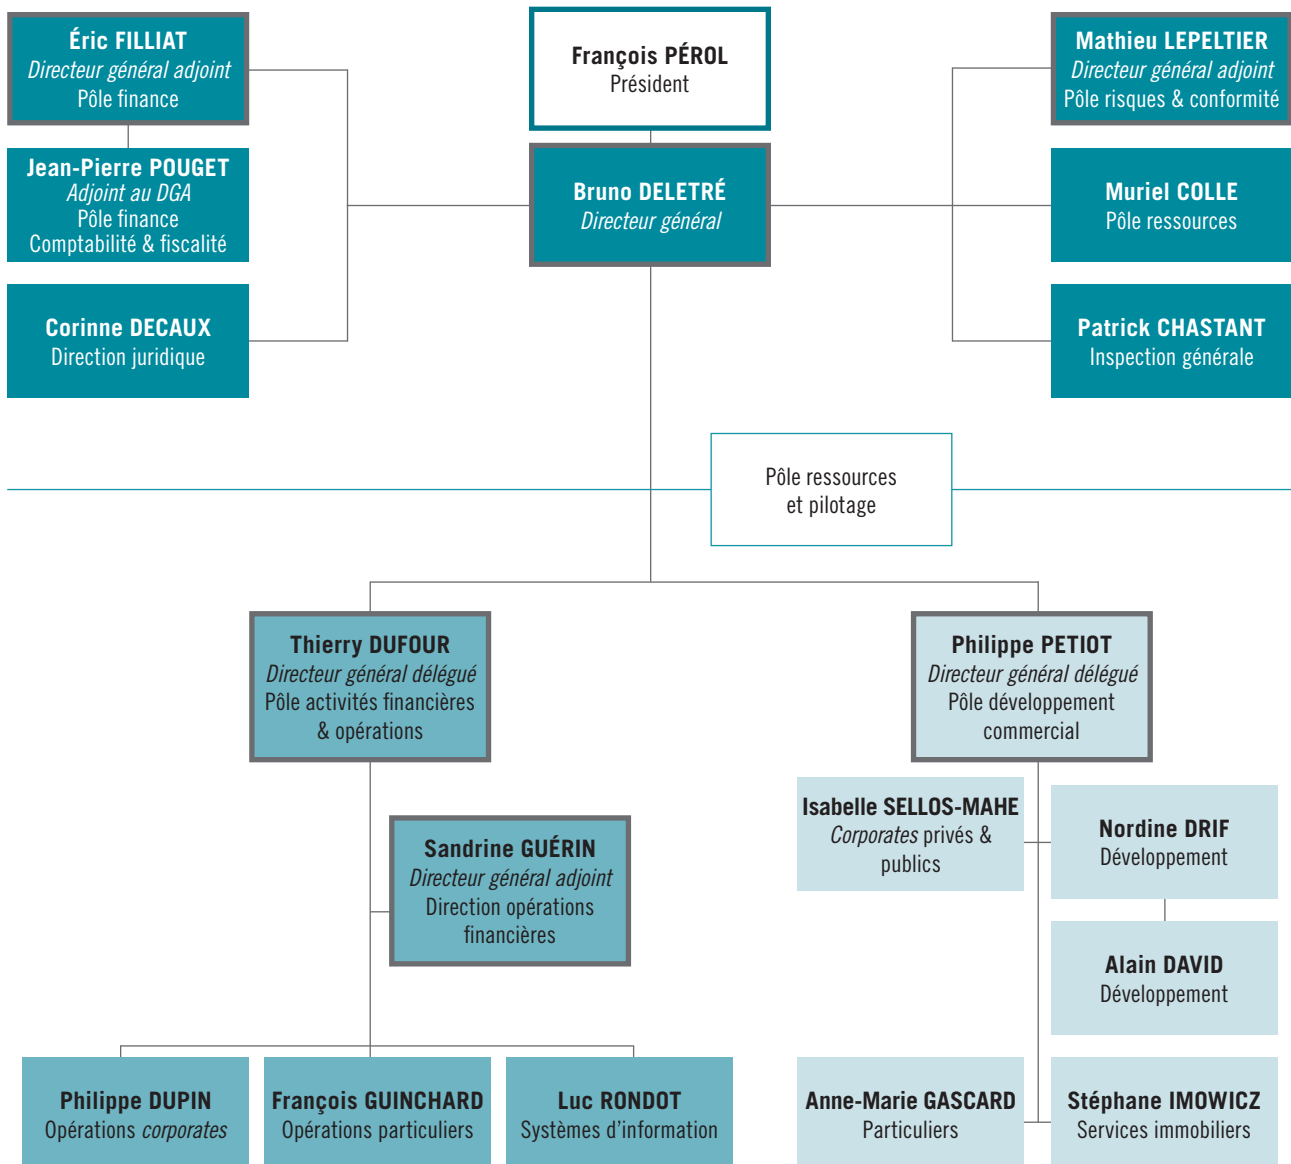 Éric FILLIAT
Directeur général adjoint
Pôle finance
François PÉROL
Président
Mathieu LEPELTIER
Directeur général adjoint
Pôle risques & conformité
Jean-Pierre POUGET
Adjoint au DGA
Pôle finance
Comptabilité & fiscalité
Bruno DELETRÉ
Directeur général
Muriel COLLE
Pôle ressources
Corinne DECAUX
Direction juridique
Patrick CHASTANT
Inspection générale
Pôle ressources
et pilotage
Thierry DUFOUR
Directeur général délégué
Pôle activités financières
& opérations
Philippe PETIOT
Directeur général délégué
Pôle développement
commercial
Sandrine GUÉRIN
Directeur général adjoint
Direction opérations
financières
Isabelle SELLOS-MAHE
Corporates privés &
publics
Nordine DRIF
Développement
Alain DAVID
Développement
Philippe DUPIN
Opérations corporates
François GUINCHARD
Opérations particuliers
Luc RONDOT
Systèmes d'information
Anne-Marie GASCARD
Particuliers
Stéphane IMOWICZ
Services immobiliers